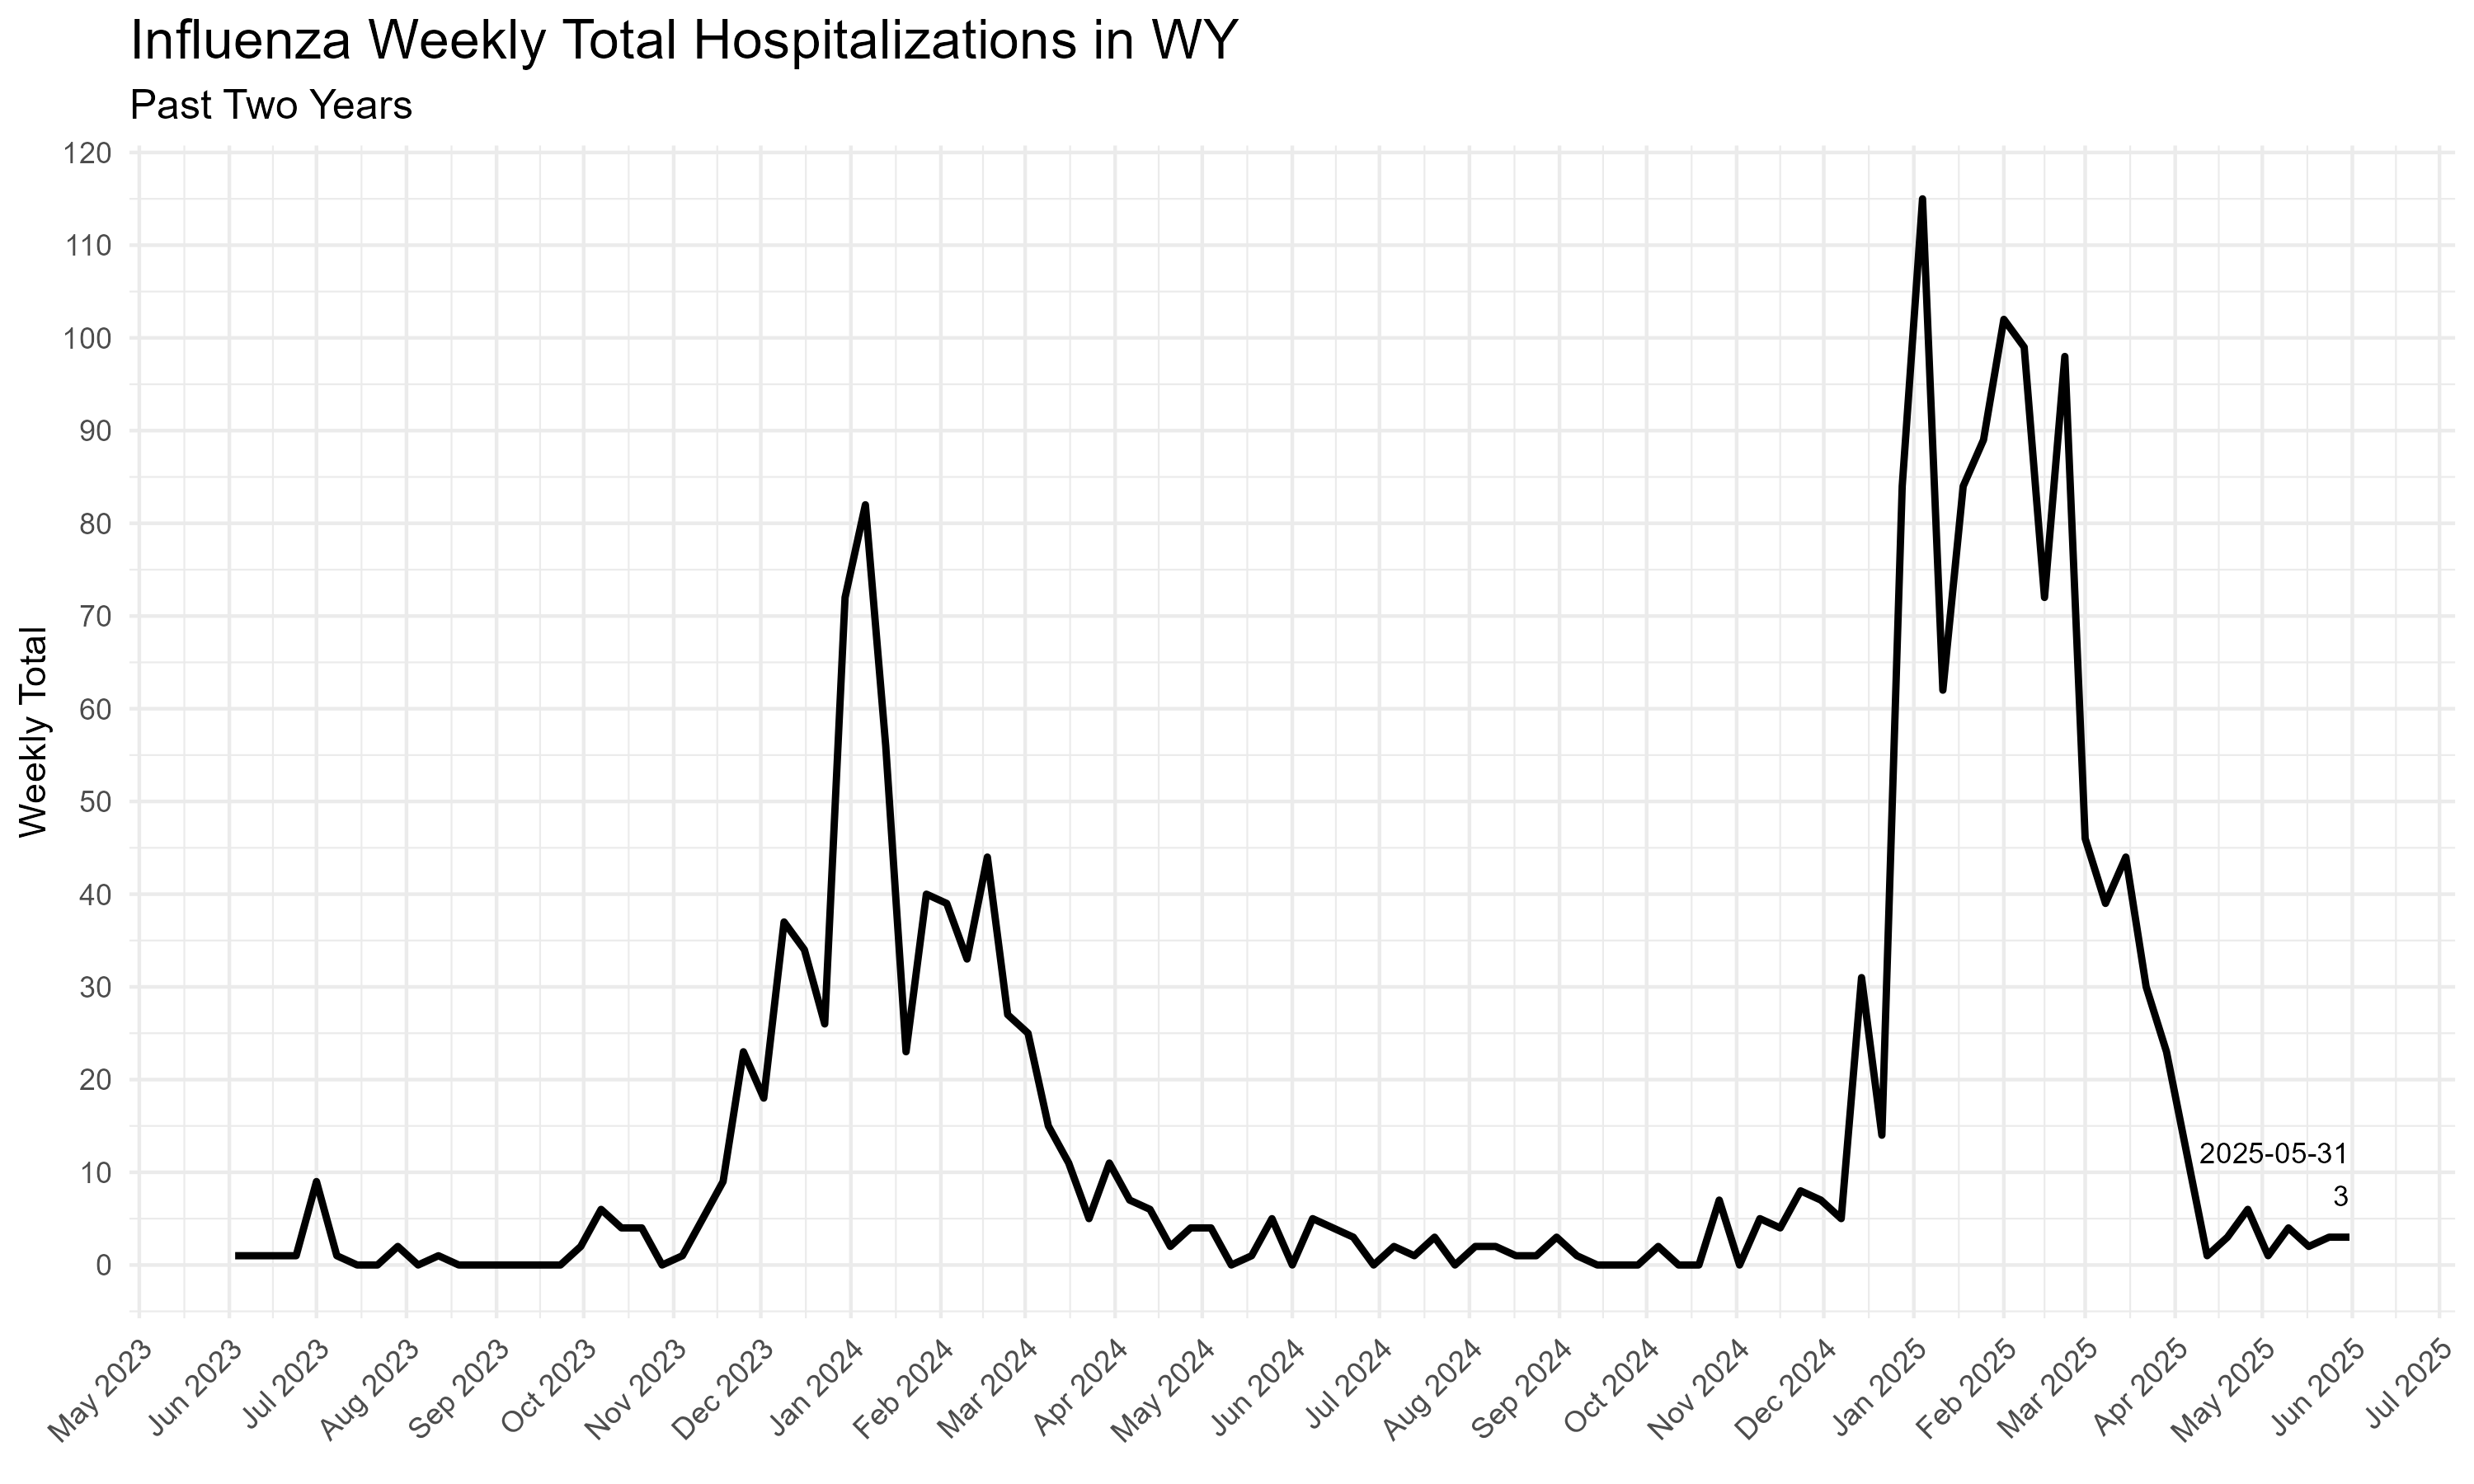 Influenza Weekly Total Hospitalizations in WY
Past Two Years
Weekly Total
120
110
100
90
80
70
60
50
40
30
20
10
0
2025-05-31
3
May 2023
Jun 2023
Jul 2023
Aug 2023
Sep 2023
Oct 2023
Nov 2023
Dec 2023
Jan 2024
Feb 2024
Mar 2024
Apr 2024
May 2024
Jun 2024
Jul 2024
Aug 2024
Sep 2024
Oct 2024
Nov 2024
Dec 2024
Jan 2025
Feb 2025
Mar 2025
Apr 2025
May 2025
Jun 2025
Jul 2025